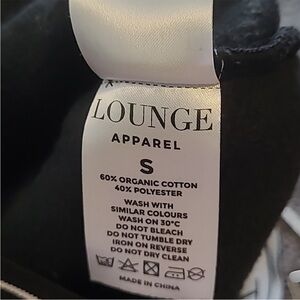 LOUNGE
APPAREL
S
60% ORGANIC COTTON
40% POLYESTER
WASH WITH
SIMILAR COLOURS
WASH ON 30°C
DO NOT BLEACH
DO NOT TUMBLE DRY
IRON ON REVERSE
DO NOT DRY CLEAN
MADE IN CHINA